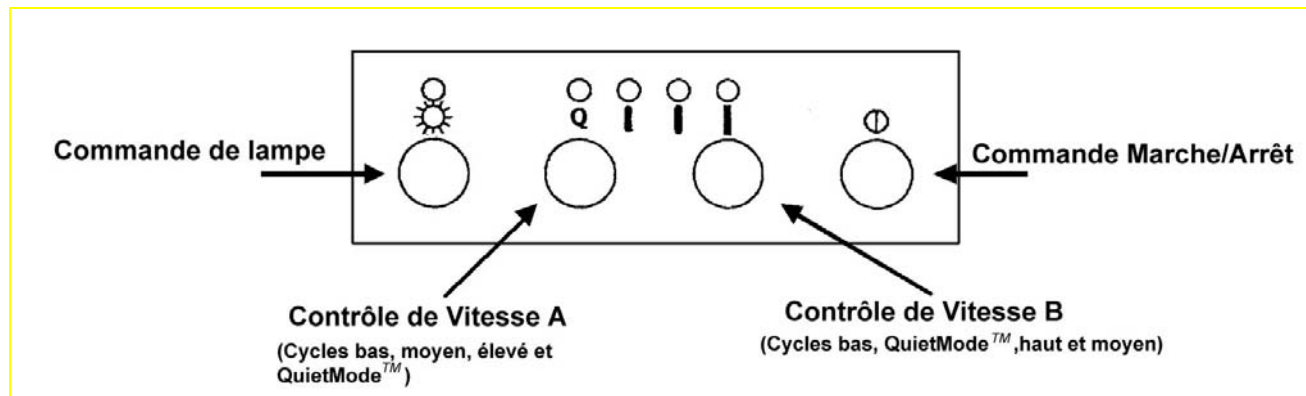 Q
Commande de lampe
Commande Marche/Arrêt
Contrôle de Vitesse A
(Cycles bas, moyen, élevé et
QuietMode™)
Contrôle de Vitesse B
(Cycles bas, QuietMode™,haut et moyen)